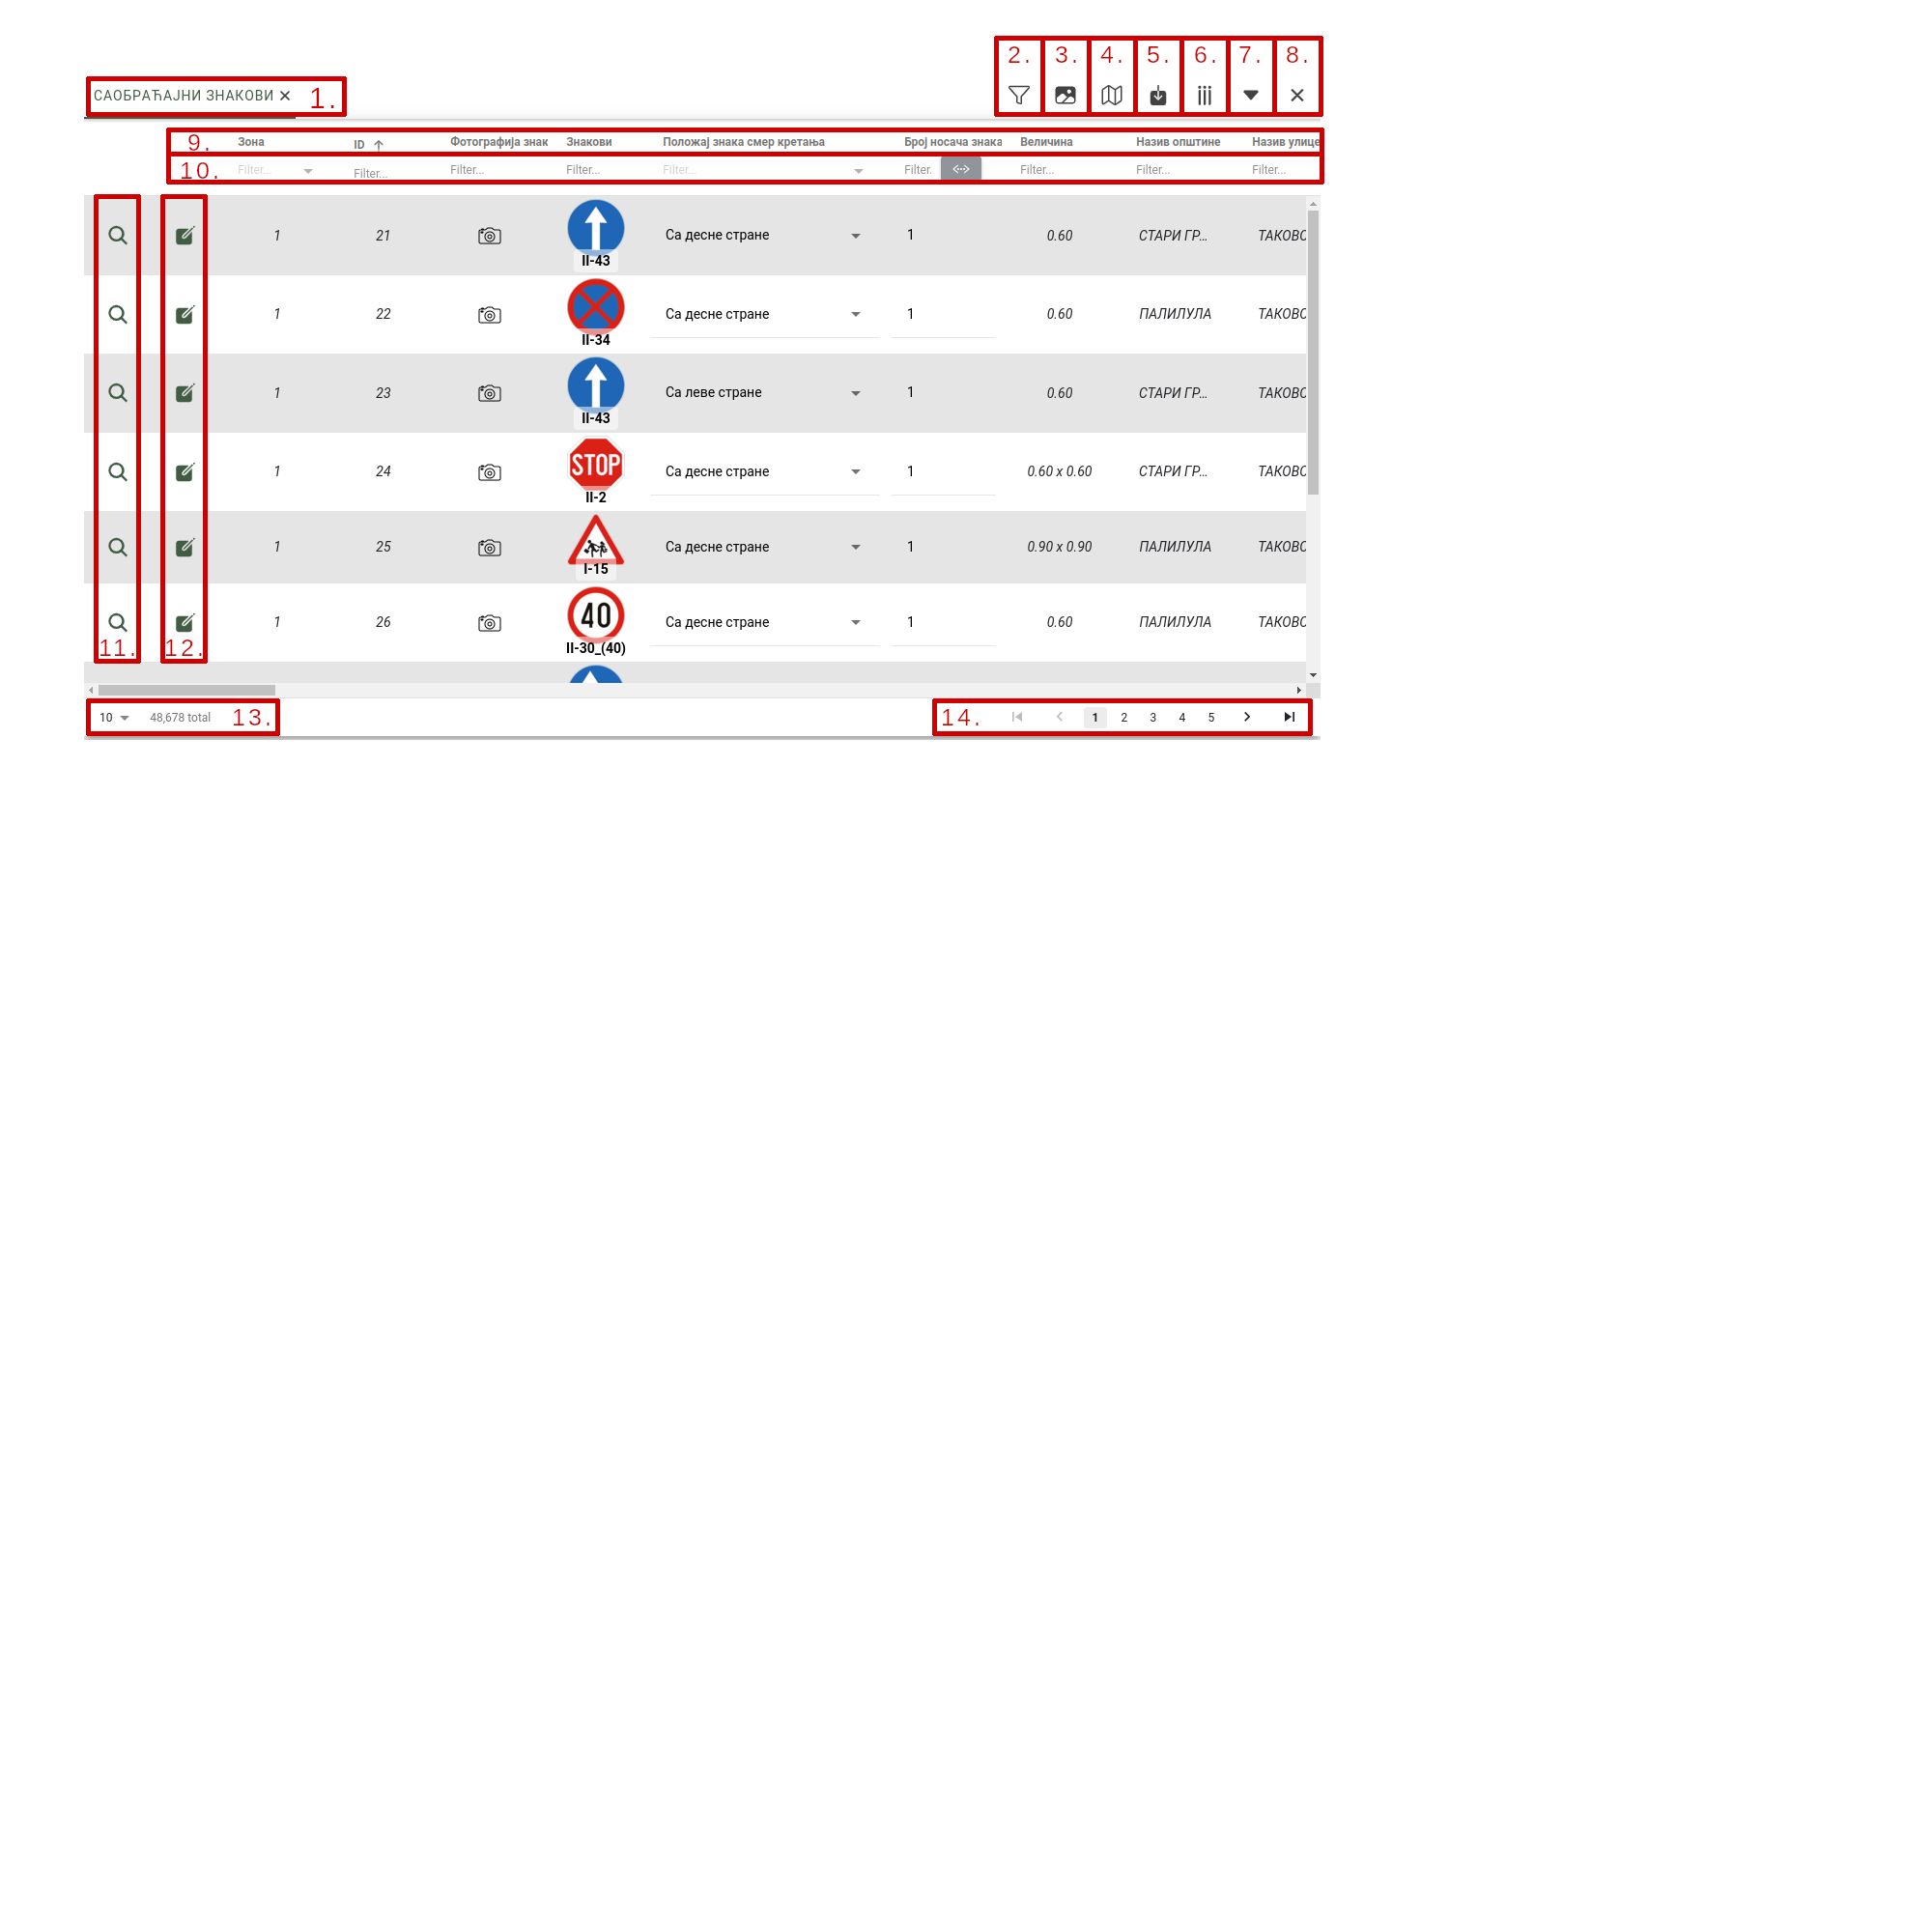 2. 3. 4. 5. 6. 7. 8.
САОБРАЋАЈНИ ЗНАКОВИ ✕ 1.
9. Зона ID Фотографија знак Знакови Положај знака смер кретања Број носача знака Величина Назив општине Назив улице
10. Filter... Filter... Filter... Filter... Filter... Filter. Filter... Filter... Filter...
1 21 II-43 Са десне стране 1 0.60 СТАРИ ГР... ТАКОВС
1 22 II-34 Са десне стране 1 0.60 ПАЛИЛУЛА ТАКОВС
1 23 II-43 Са леве стране 1 0.60 СТАРИ ГР... ТАКОВС
1 24 STOP II-2 Са десне стране 1 0.60 x 0.60 СТАРИ ГР... ТАКОВС
1 25 I-15 Са десне стране 1 0.90 x 0.90 ПАЛИЛУЛА ТАКОВС
1 26 40 II-30_(40) Са десне стране 1 0.60 ПАЛИЛУЛА ТАКОВС
11. 12.
10 48,678 total 13. 14. 1 2 3 4 5